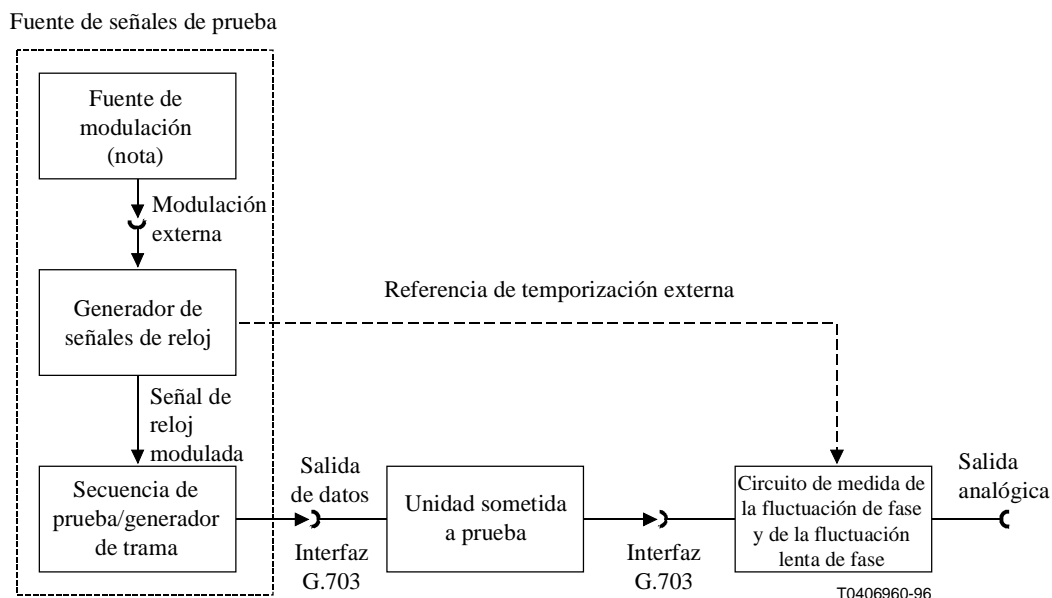 Fuente de señales de prueba
Fuente de
modulación
(nota)
Modulación
externa
Generador de
señales de reloj
Referencia de temporización externa
Señal de
reloj
modulada
Secuencia de
prueba/generador
de trama
Salida
de datos
Interfaz
G.703
Unidad sometida
a prueba
Interfaz
G.703
Circuito de medida de
la fluctuación de fase
y de la fluctuación
lenta de fase
Salida
analógica
T0406960-96